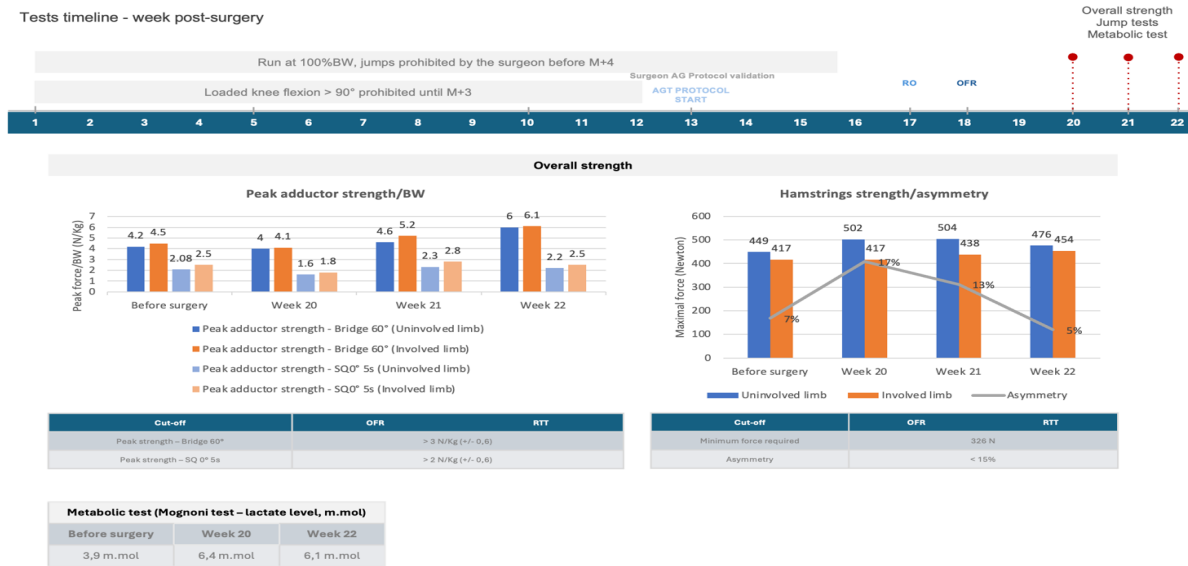 Tests timeline - week post-surgery
Overall strength
Jump tests
Metabolic test
Run at 100%BW, jumps prohibited by the surgeon before M+4
Surgeon AG Protocol validation
Loaded knee flexion > 90° prohibited until M+3
AGT PROTOCOL
START
RO
OFR
1 2 3 4 5 6 7 8 9 10 11 12 13 14 15 16 17 18 19 20 21 22
Overall strength
Peak adductor strength/BW
Peak force/BW (N/Kg)
7
6
5
4
3
2
1
0
4.2 4.5 2.08 2.5
4 4.1 1.6 1.8
4.6 5.2 2.3 2.8
6 6.1 2.2 2.5
Before surgery Week 20 Week 21 Week 22
Peak adductor strength - Bridge 60° (Uninvolved limb)
Peak adductor strength - Bridge 60° (Involved limb)
Peak adductor strength - SQ0° 5s (Uninvolved limb)
Peak adductor strength - SQ0° 5s (Involved limb)
Cut-off OFR RTT
Peak strength – Bridge 60° > 3 N/Kg (+/- 0,6)
Peak strength – SQ 0° 5s > 2 N/Kg (+/- 0,6)
Hamstrings strength/asymmetry
Maximal force (Newton)
600
500
400
300
200
100
0
449 417 7%
502 417 17%
504 438 13%
476 454 5%
Before surgery Week 20 Week 21 Week 22
Uninvolved limb Involved limb Asymmetry
Cut-off OFR RTT
Minimum force required 326 N
Asymmetry < 15%
Metabolic test (Mognoni test – lactate level, m.mol)
Before surgery Week 20 Week 22
3,9 m.mol 6,4 m.mol 6,1 m.mol